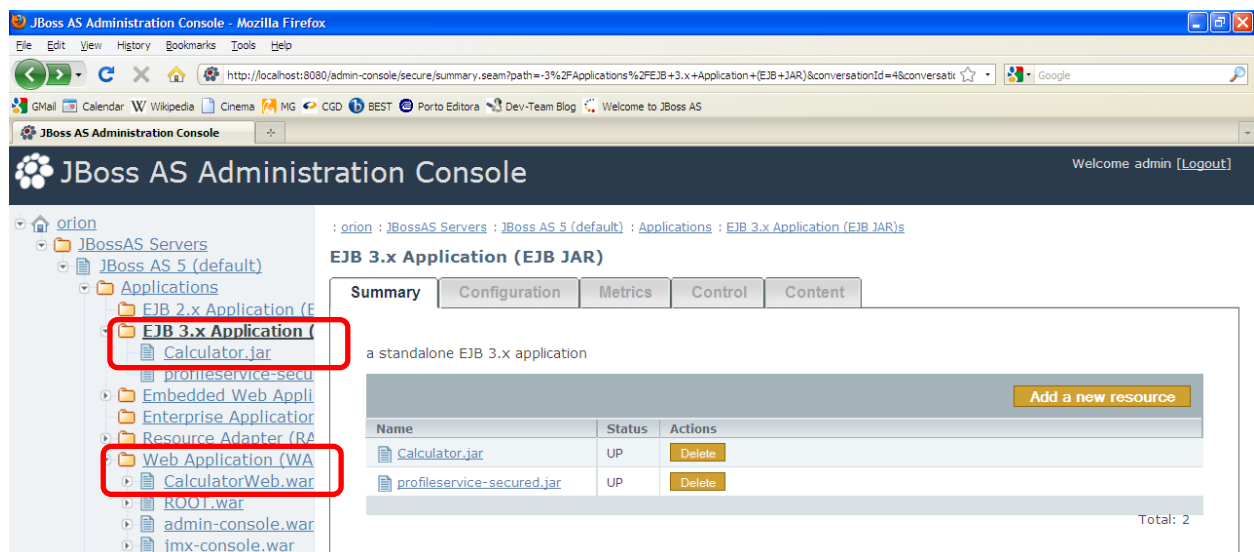 JBoss AS Administration Console - Mozilla Firefox
File Edit View History Bookmarks Tools Help
http://localhost:8080/admin-console/secure/summary.seam?path=-3%2FApplications%2FEJB+3.x+Application+(EJB+JAR)&conversationId=4&conversatic
Google
GMail Calendar W Wikipedia Cinema MG CGD BEST Porto Editora Dev-Team Blog Welcome to JBoss AS
JBoss AS Administration Console
JBoss AS Administration Console
Welcome admin [Logout]
orion
JBossAS Servers
JBoss AS 5 (default)
Applications
EJB 2.x Application (E
EJB 3.x Application (
Calculator.jar
profileservice-secu
Embedded Web Appli
Enterprise Application
Resource Adapter (RA
Web Application (WA
CalculatorWeb.war
ROOT.war
admin-console.war
jmx-console.war
: orion : JBossAS Servers : JBoss AS 5 (default) : Applications : EJB 3.x Application (EJB JAR)s
EJB 3.x Application (EJB JAR)
Summary Configuration Metrics Control Content
a standalone EJB 3.x application
Add a new resource
Name Status Actions
Calculator.jar UP Delete
profileservice-secured.jar UP Delete
Total: 2